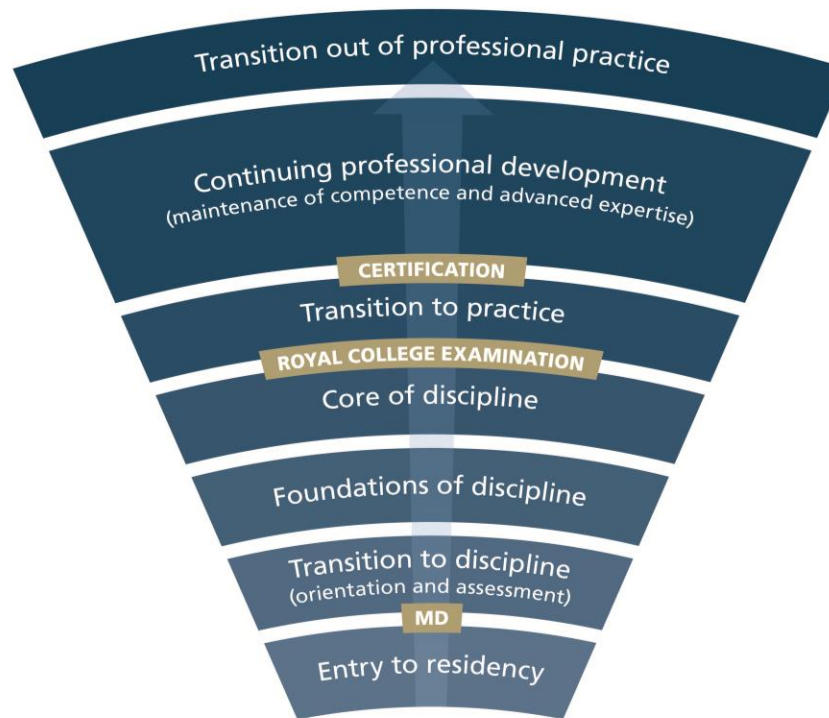 Transition out of professional practice
Continuing professional development
(maintenance of competence and advanced expertise)
CERTIFICATION
Transition to practice
ROYAL COLLEGE EXAMINATION
Core of discipline
Foundations of discipline
Transition to discipline
(orientation and assessment)
MD
Entry to residency